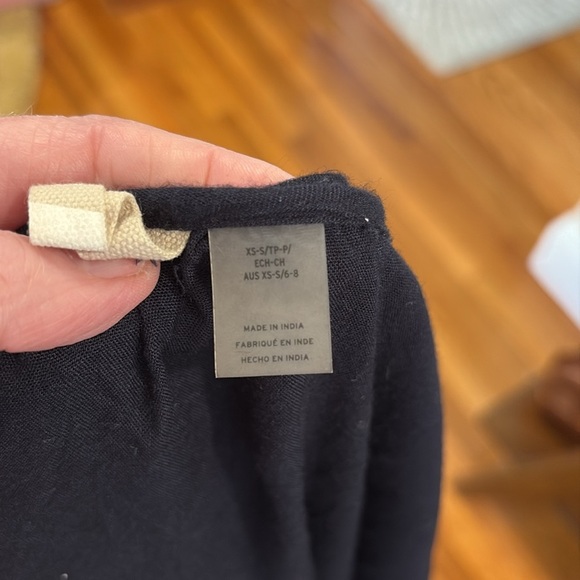 XS-S/TP-P/
ECH-CH
AUS XS-S/6-8
MADE IN INDIA
FABRIQUÉ EN INDE
HECHO EN INDIA